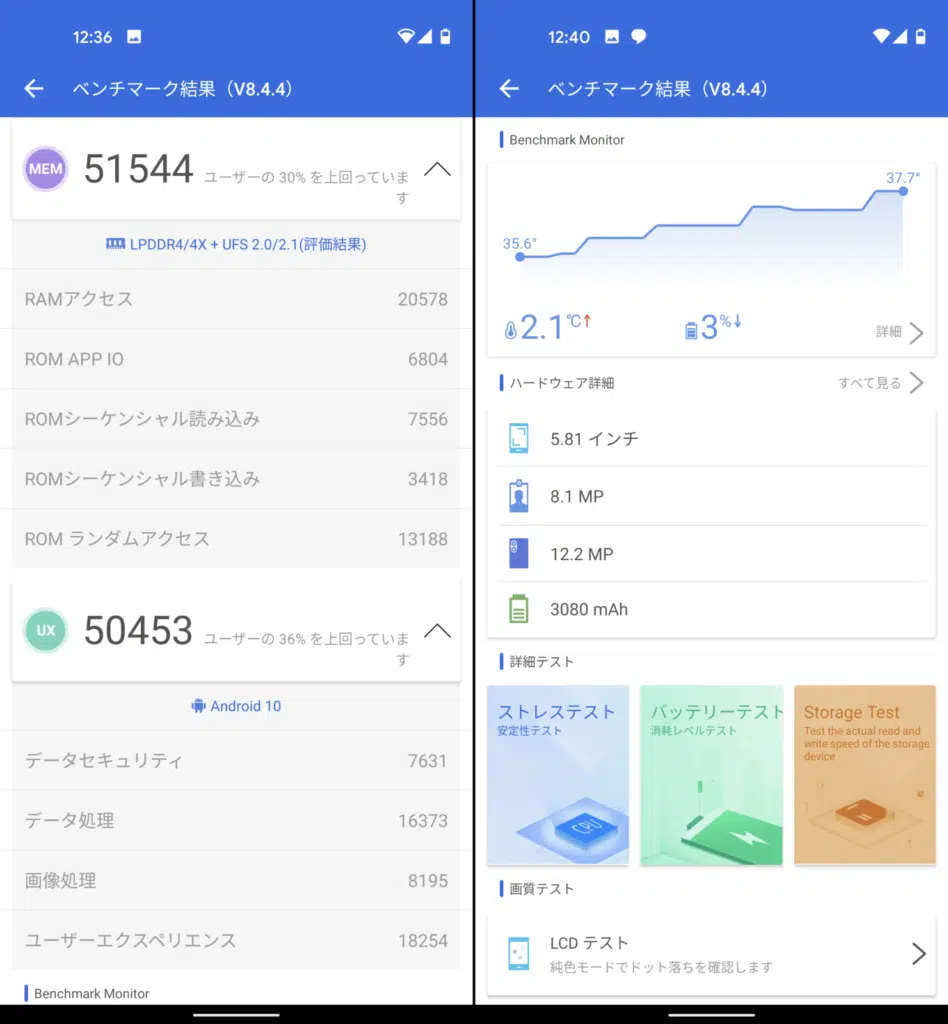 12:36
ベンチマーク結果（V8.4.4）
MEM
51544
ユーザーの 30% を上回っていま
す
LPDDR4/4X + UFS 2.0/2.1(評価結果)
RAMアクセス 20578
ROM APP IO 6804
ROMシーケンシャル読み込み 7556
ROMシーケンシャル書き込み 3418
ROM ランダムアクセス 13188
UX
50453
ユーザーの 36% を上回っていま
す
Android 10
データセキュリティ 7631
データ処理 16373
画像処理 8195
ユーザーエクスペリエンス 18254
Benchmark Monitor
12:40
ベンチマーク結果（V8.4.4）
Benchmark Monitor
37.7°
35.6°
2.1℃↑
3%↓
詳細
ハードウェア詳細
すべて見る
5.81 インチ
8.1 MP
12.2 MP
3080 mAh
詳細テスト
ストレステスト
安定性テスト
CPU
バッテリーテスト
消耗レベルテスト
Storage Test
Test the actual read and
write speed of the storage
device
画質テスト
LCD テスト
純色モードでドット落ちを確認します